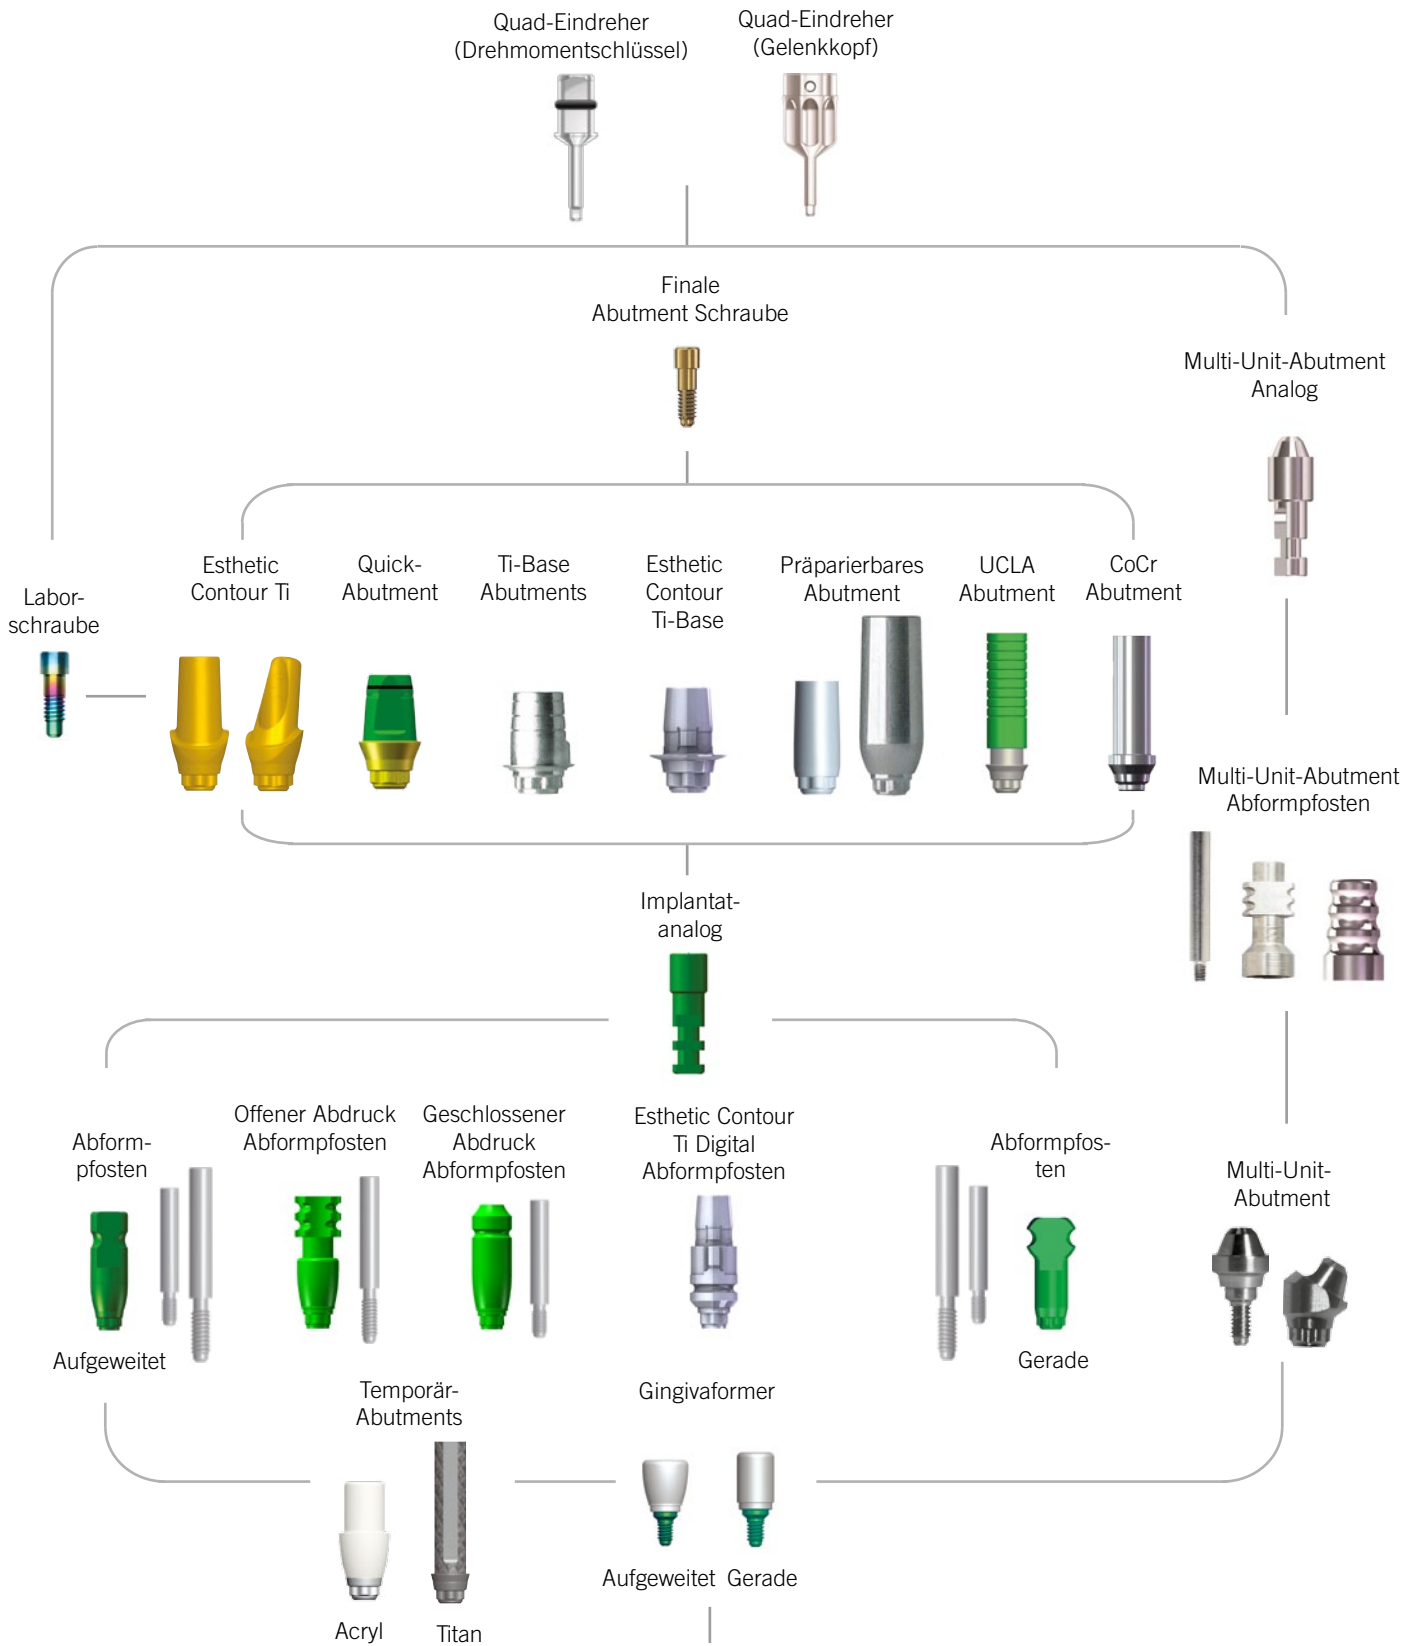 Quad-Eindreher
(Drehmomentschlüssel)
Quad-Eindreher
(Gelenkkopf)
Finale
Abutment Schraube
Multi-Unit-Abutment
Analog
Labor-
schraube
Esthetic
Contour Ti
Quick-
Abutment
Ti-Base
Abutments
Esthetic
Contour
Ti-Base
Präparierbares
Abutment
UCLA
Abutment
CoCr
Abutment
Multi-Unit-Abutment
Abformpfosten
Implantat-
analog
Abform-
pfosten
Offener Abdruck
Abformpfosten
Geschlossener
Abdruck
Abformpfosten
Esthetic Contour
Ti Digital
Abformpfosten
Abformpfos-
ten
Multi-Unit-
Abutment
Aufgeweitet
Gerade
Temporär-
Abutments
Gingivaformer
Aufgeweitet
Gerade
Acryl
Titan